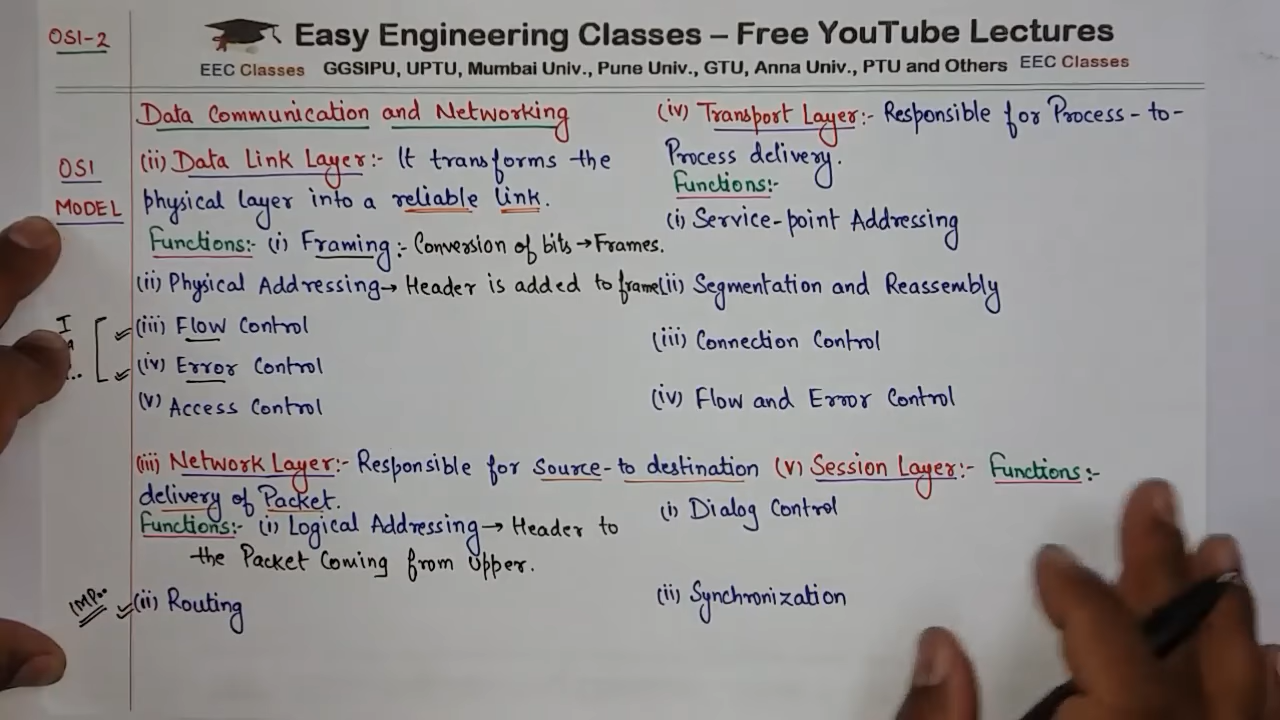 OSI-2
Easy Engineering Classes – Free YouTube Lectures
EEC Classes GGSIPU, UPTU, Mumbai Univ., Pune Univ., GTU, Anna Univ., PTU and Others EEC Classes
OSI
MODEL
Data Communication and Networking
(ii) Data Link Layer:- It transforms the
physical layer into a reliable link.
Functions:- (i) Framing:- Conversion of bits → Frames.
(ii) Physical Addressing → Header is added to frame
(iii) Flow Control
(iv) Error Control
(v) Access Control
(iii) Network Layer:- Responsible for Source-to destination
delivery of Packet.
Functions:- (i) Logical Addressing → Header to
the Packet Coming from Upper.
IMP..
(ii) Routing
(iv) Transport Layer:- Responsible for Process-to-
Process delivery.
Functions:-
(i) Service-point Addressing
(ii) Segmentation and Reassembly
(iii) Connection Control
(iv) Flow and Error Control
(v) Session Layer:- Functions:-
(i) Dialog Control
(ii) Synchronization